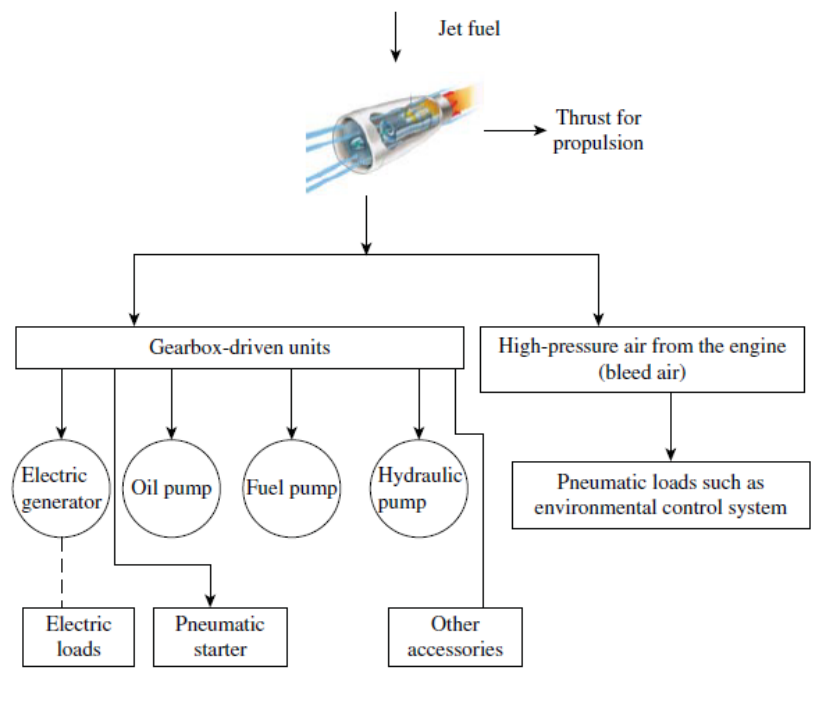 Jet fuel
Thrust for
propulsion
Gearbox-driven units
High-pressure air from the engine
(bleed air)
Electric
generator
Oil pump
Fuel pump
Hydraulic
pump
Pneumatic loads such as
environmental control system
Electric
loads
Pneumatic
starter
Other
accessories